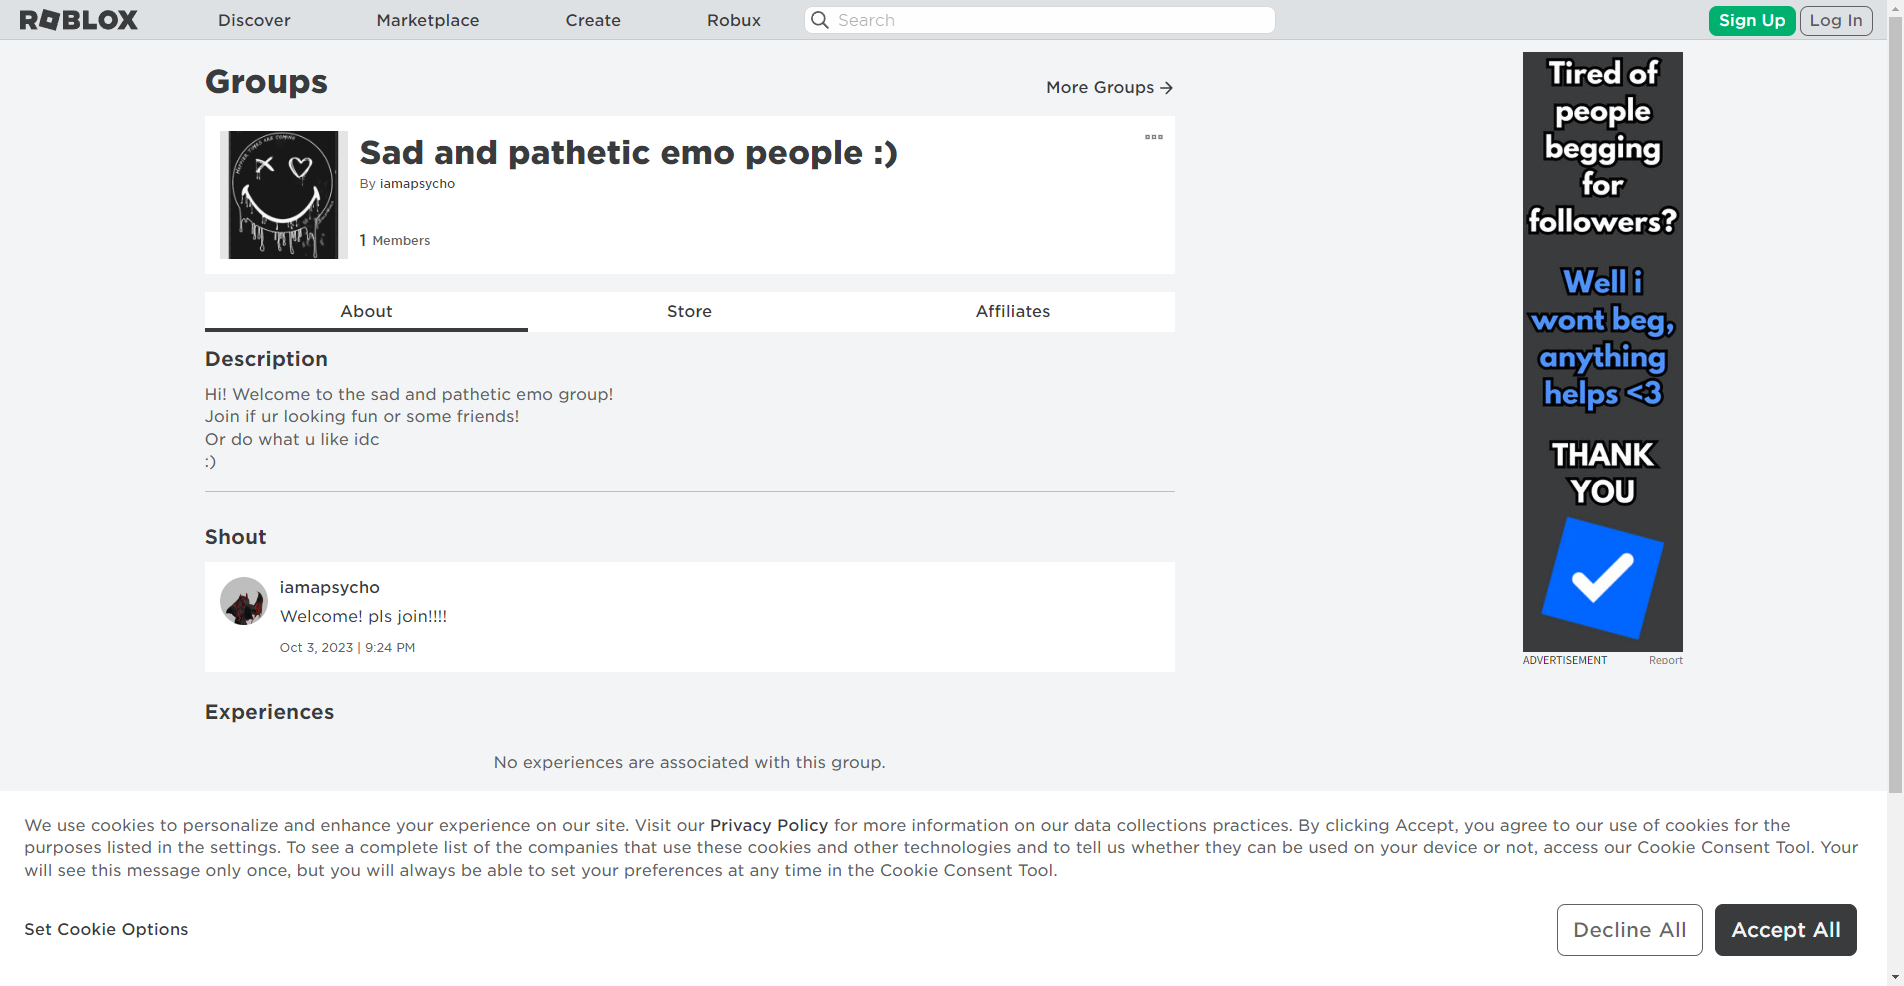 ROBLOX
Discover
Marketplace
Create
Robux
Search
Sign Up
Log In
Groups
More Groups →
HAPPIER TIMES ARE COMING
Sad and pathetic emo people :)
By iamapsycho
1 Members
About
Store
Affiliates
Description
Hi! Welcome to the sad and pathetic emo group!
Join if ur looking fun or some friends!
Or do what u like idc
:)
Shout
iamapsycho
Welcome! pls join!!!!
Oct 3, 2023 | 9:24 PM
Experiences
No experiences are associated with this group.
Tired of
people
begging
for
followers?
Well i
wont beg,
anything
helps <3
THANK
YOU
ADVERTISEMENT
Report
We use cookies to personalize and enhance your experience on our site. Visit our Privacy Policy for more information on our data collections practices. By clicking Accept, you agree to our use of cookies for the
purposes listed in the settings. To see a complete list of the companies that use these cookies and other technologies and to tell us whether they can be used on your device or not, access our Cookie Consent Tool. Your
will see this message only once, but you will always be able to set your preferences at any time in the Cookie Consent Tool.
Set Cookie Options
Decline All
Accept All